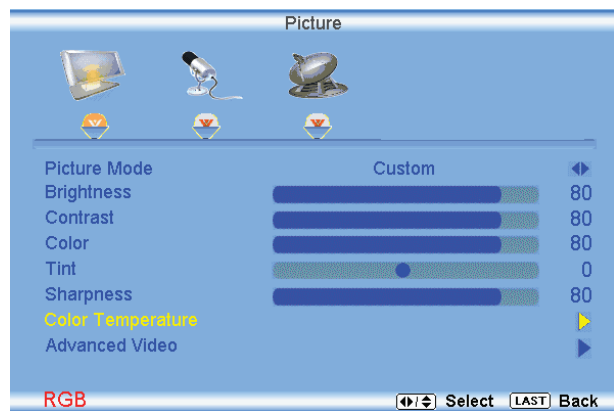 Picture
Picture Mode Custom
Brightness 80
Contrast 80
Color 80
Tint 0
Sharpness 80
Color Temperature
Advanced Video
RGB Select LAST Back